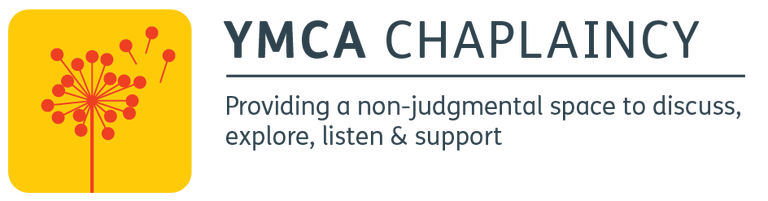 YMCA CHAPLAINCY
Providing a non-judgmental space to discuss,
explore, listen & support